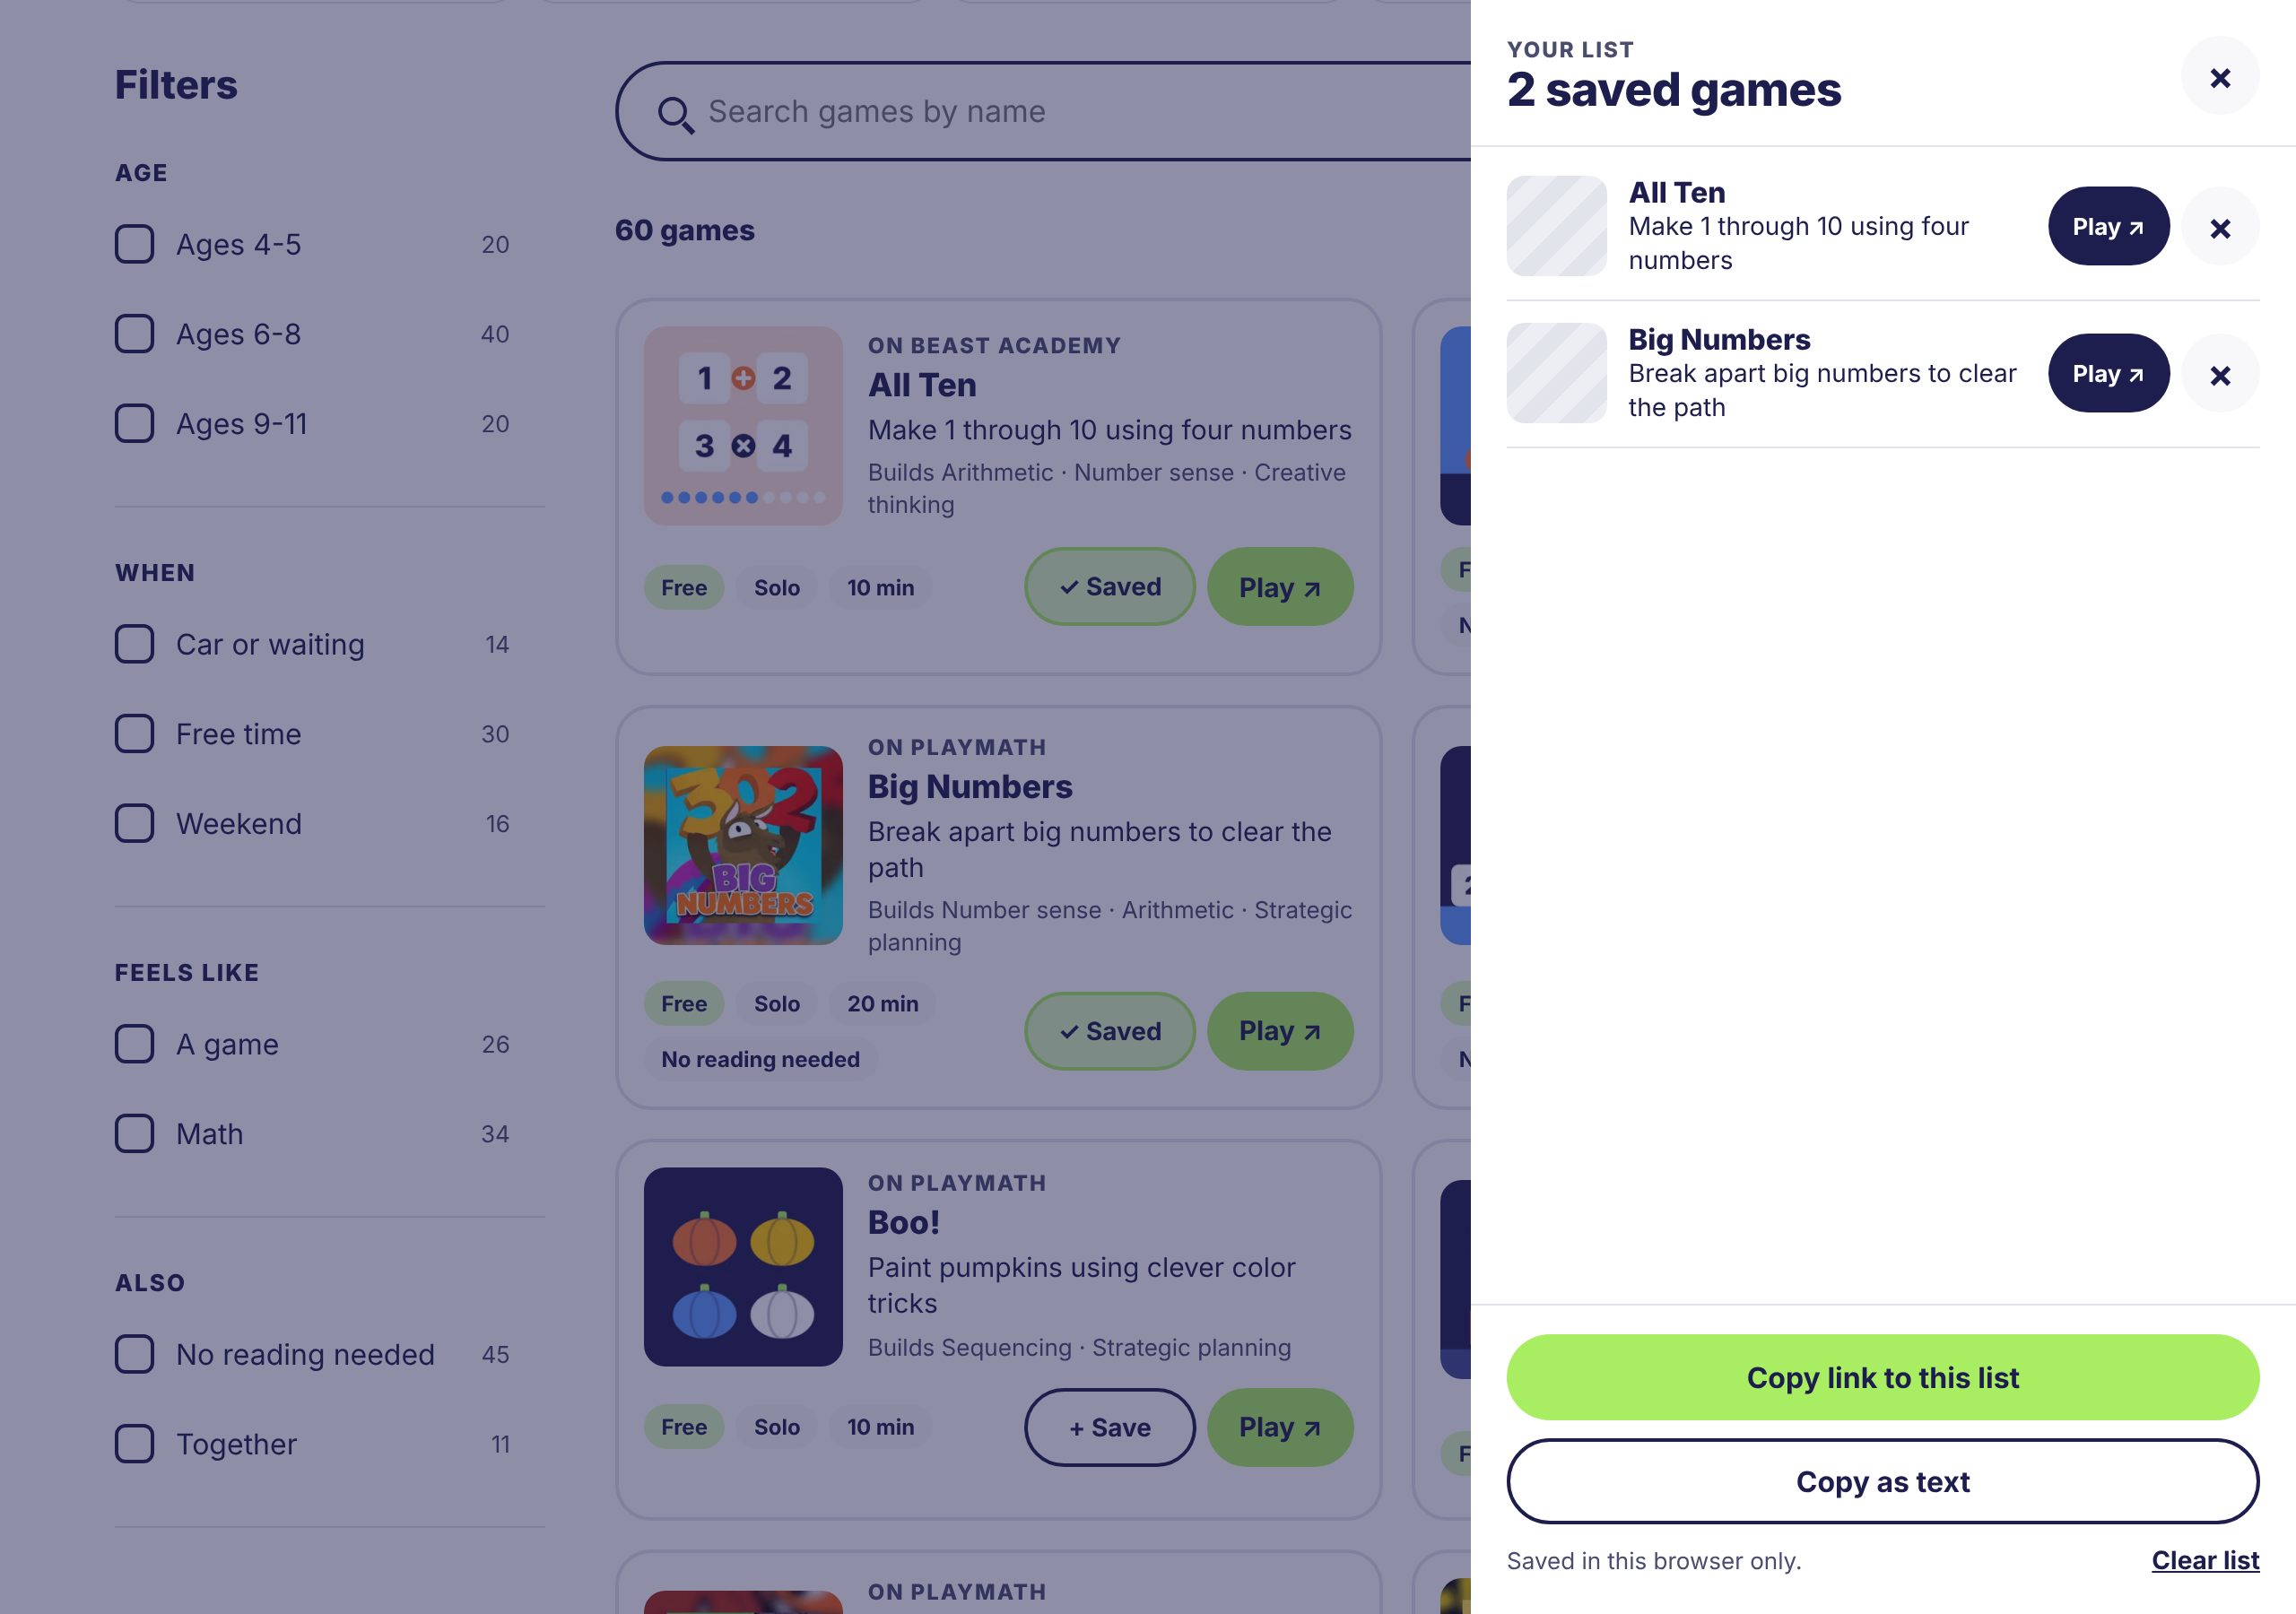 Filters
AGE
Ages 4-5 20
Ages 6-8 40
Ages 9-11 20
WHEN
Car or waiting 14
Free time 30
Weekend 16
FEELS LIKE
A game 26
Math 34
ALSO
No reading needed 45
Together 11
Search games by name
60 games
1 + 2
3 × 4
ON BEAST ACADEMY
All Ten
Make 1 through 10 using four numbers
Builds Arithmetic · Number sense · Creative
thinking
Free Solo 10 min ✓ Saved Play ↗
302
BIG
NUMBERS
ON PLAYMATH
Big Numbers
Break apart big numbers to clear the
path
Builds Number sense · Arithmetic · Strategic
planning
Free Solo 20 min
No reading needed
✓ Saved Play ↗
ON PLAYMATH
Boo!
Paint pumpkins using clever color
tricks
Builds Sequencing · Strategic planning
Free Solo 10 min + Save Play ↗
ON PLAYMATH
YOUR LIST
2 saved games ×
All Ten
Make 1 through 10 using four
numbers
Play ↗ ×
Big Numbers
Break apart big numbers to clear
the path
Play ↗ ×
Copy link to this list
Copy as text
Saved in this browser only. Clear list